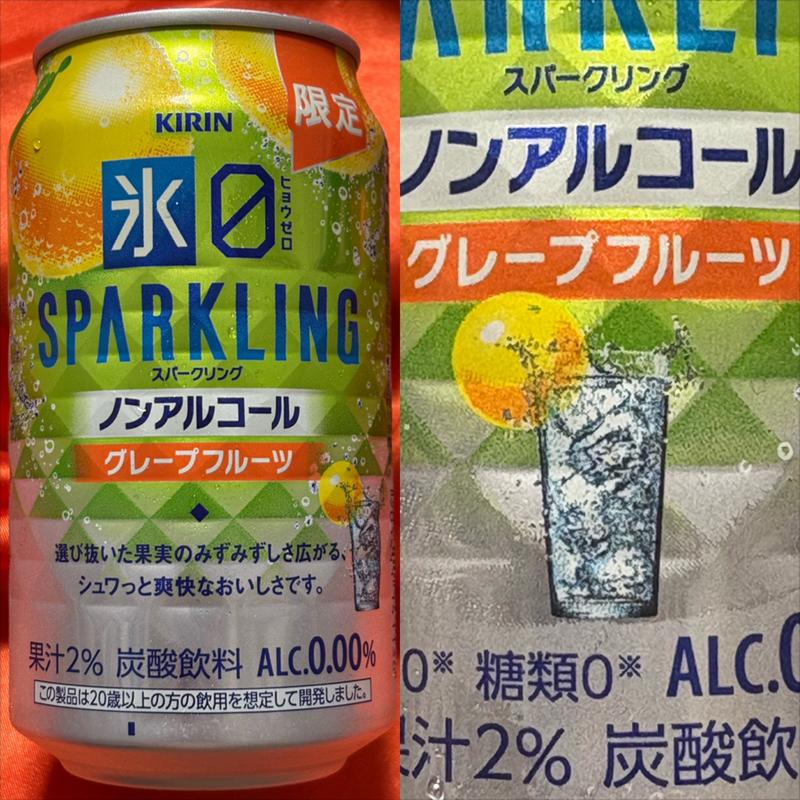 限定
KIRIN
氷0
ヒョウゼロ
SPARKLING
スパークリング
ノンアルコール
グレープフルーツ
選び抜いた果実のみずみずしさ広がる、
シュワっと爽快なおいしさです。
果汁2% 炭酸飲料 ALC.0.00%
この製品は20歳以上の方の飲用を想定して開発しました。
スパークリング
ノンアルコール
グレープフルーツ
0※ 糖類0※ ALC.0
汁2% 炭酸飲